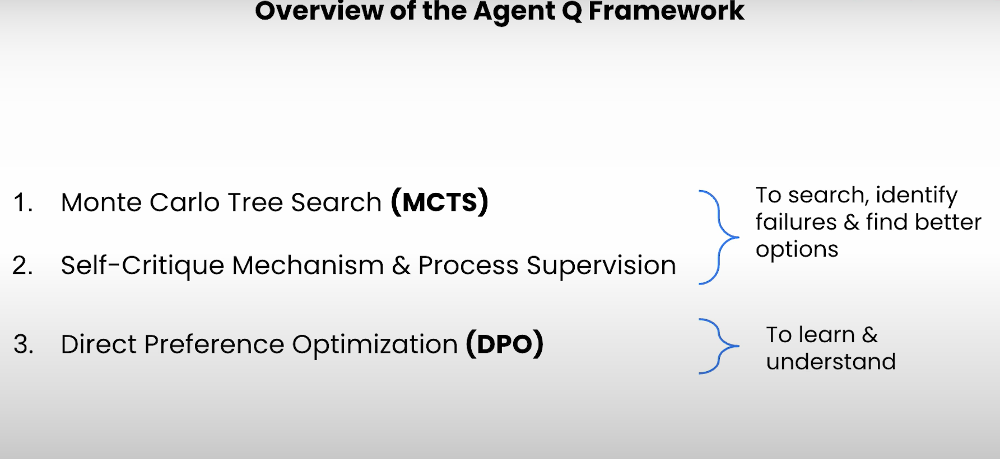 Overview of the Agent Q Framework
1. Monte Carlo Tree Search (MCTS)
2. Self-Critique Mechanism & Process Supervision
To search, identify
failures & find better
options
3. Direct Preference Optimization (DPO)
To learn &
understand